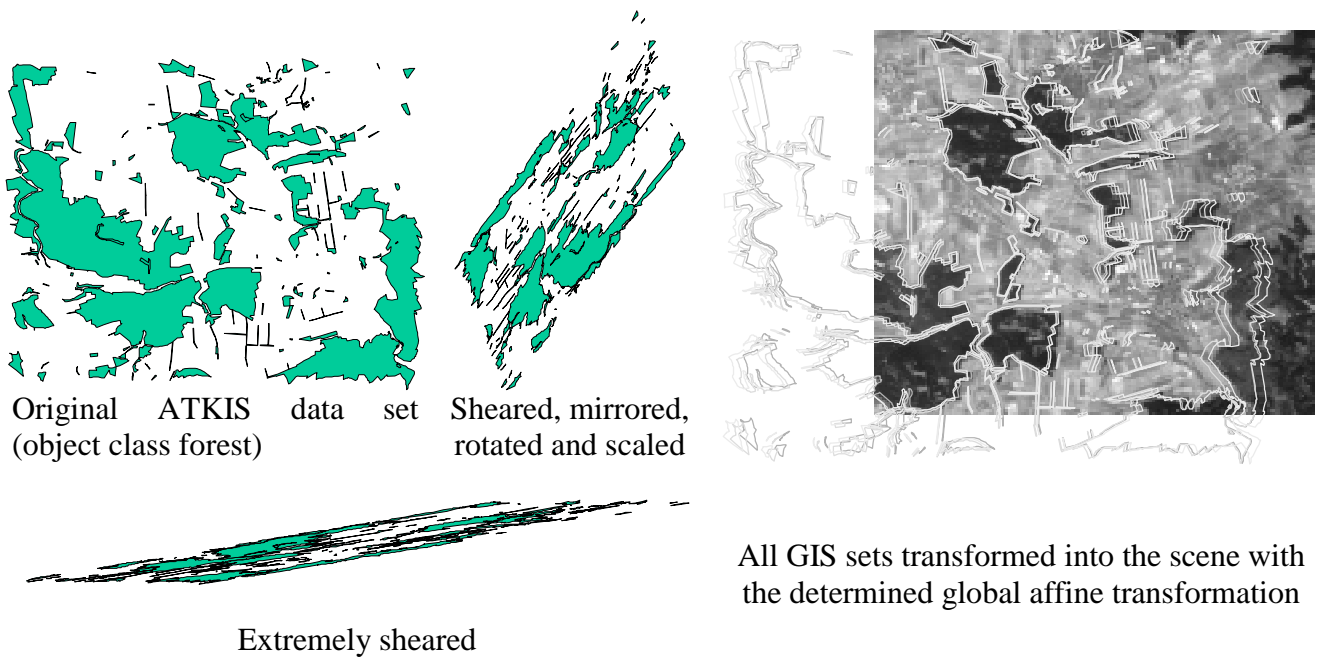 Original ATKIS data set
(object class forest)
Sheared, mirrored,
rotated and scaled
Extremely sheared
All GIS sets transformed into the scene with
the determined global affine transformation